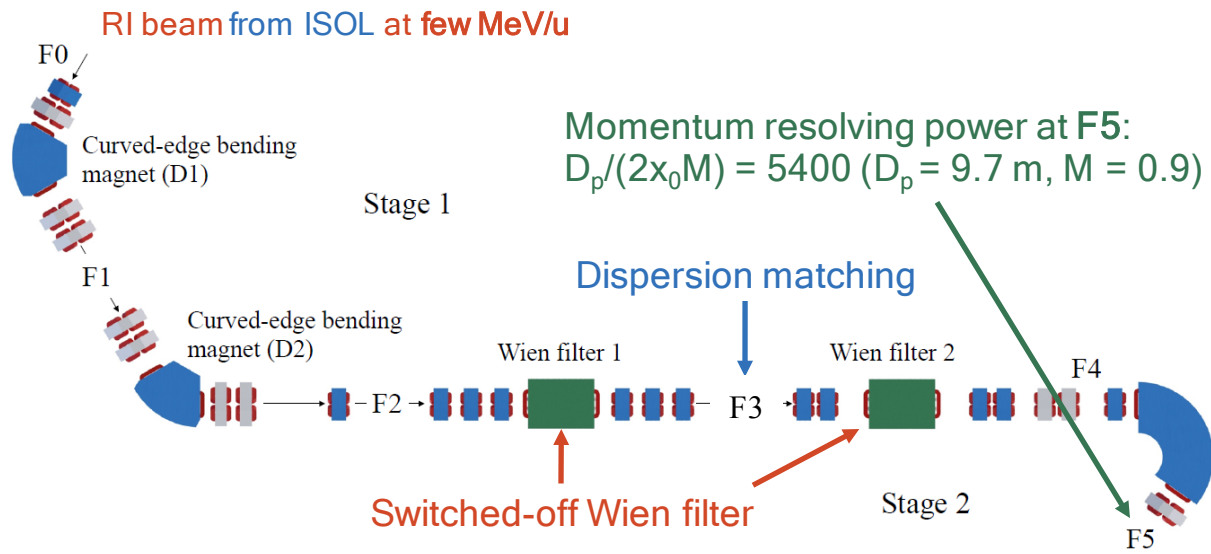 RI beam from ISOL at few MeV/u
F0
Curved-edge bending
magnet (D1)
Stage 1
Momentum resolving power at F5:
Dₚ/(2x₀M) = 5400 (Dₚ = 9.7 m, M = 0.9)
F1
Dispersion matching
Curved-edge bending
magnet (D2)
Wien filter 1
Wien filter 2
F4
F2
F3
Switched-off Wien filter
Stage 2
F5